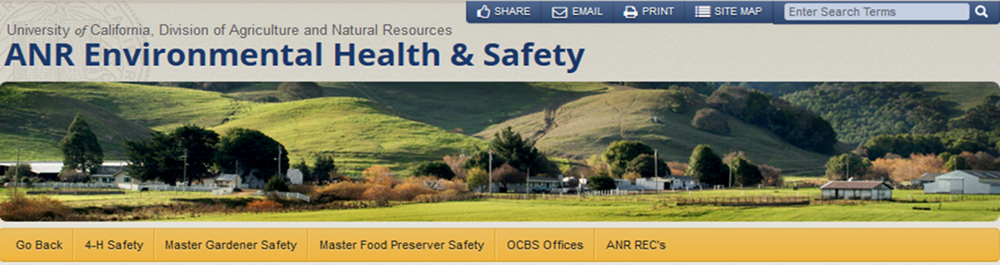 SHARE EMAIL PRINT SITE MAP Enter Search Terms
University of California, Division of Agriculture and Natural Resources
ANR Environmental Health & Safety
Go Back 4-H Safety Master Gardener Safety Master Food Preserver Safety OCBS Offices ANR REC's